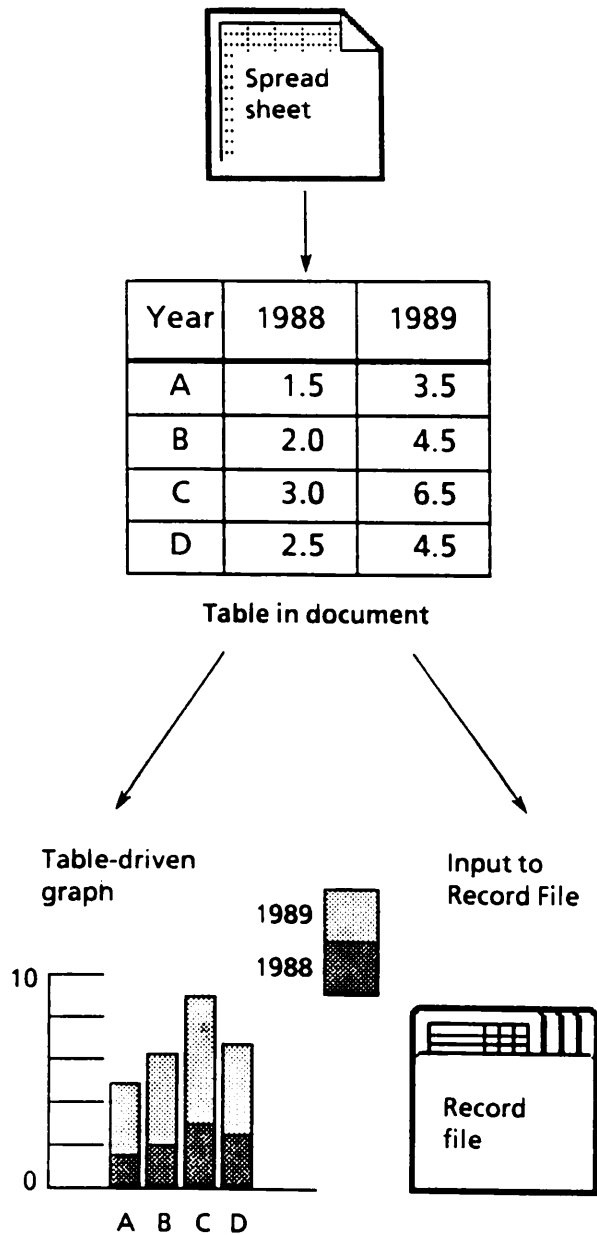 Spread
sheet
Year 1988 1989
A 1.5 3.5
B 2.0 4.5
C 3.0 6.5
D 2.5 4.5
Table in document
Table-driven
graph
Input to
Record File
1989
1988
10
0
A B C D
Record
file